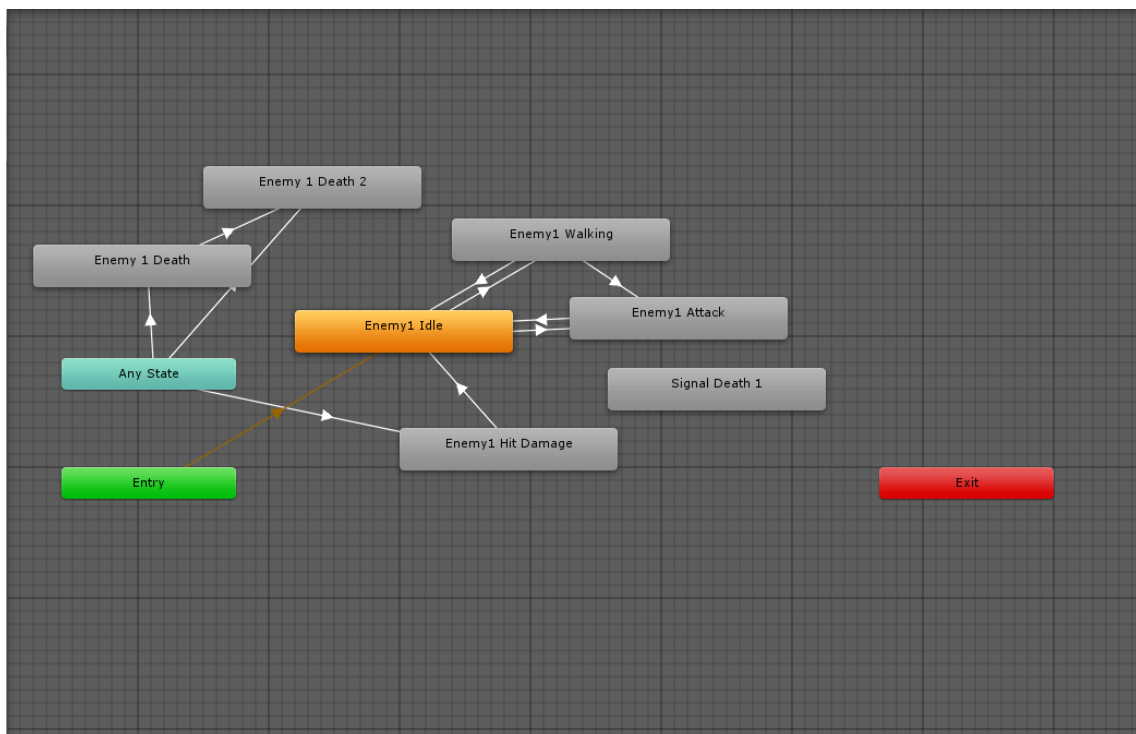 Enemy 1 Death 2
Enemy1 Walking
Enemy 1 Death
Enemy1 Attack
Enemy1 Idle
Any State
Signal Death 1
Enemy1 Hit Damage
Entry
Exit